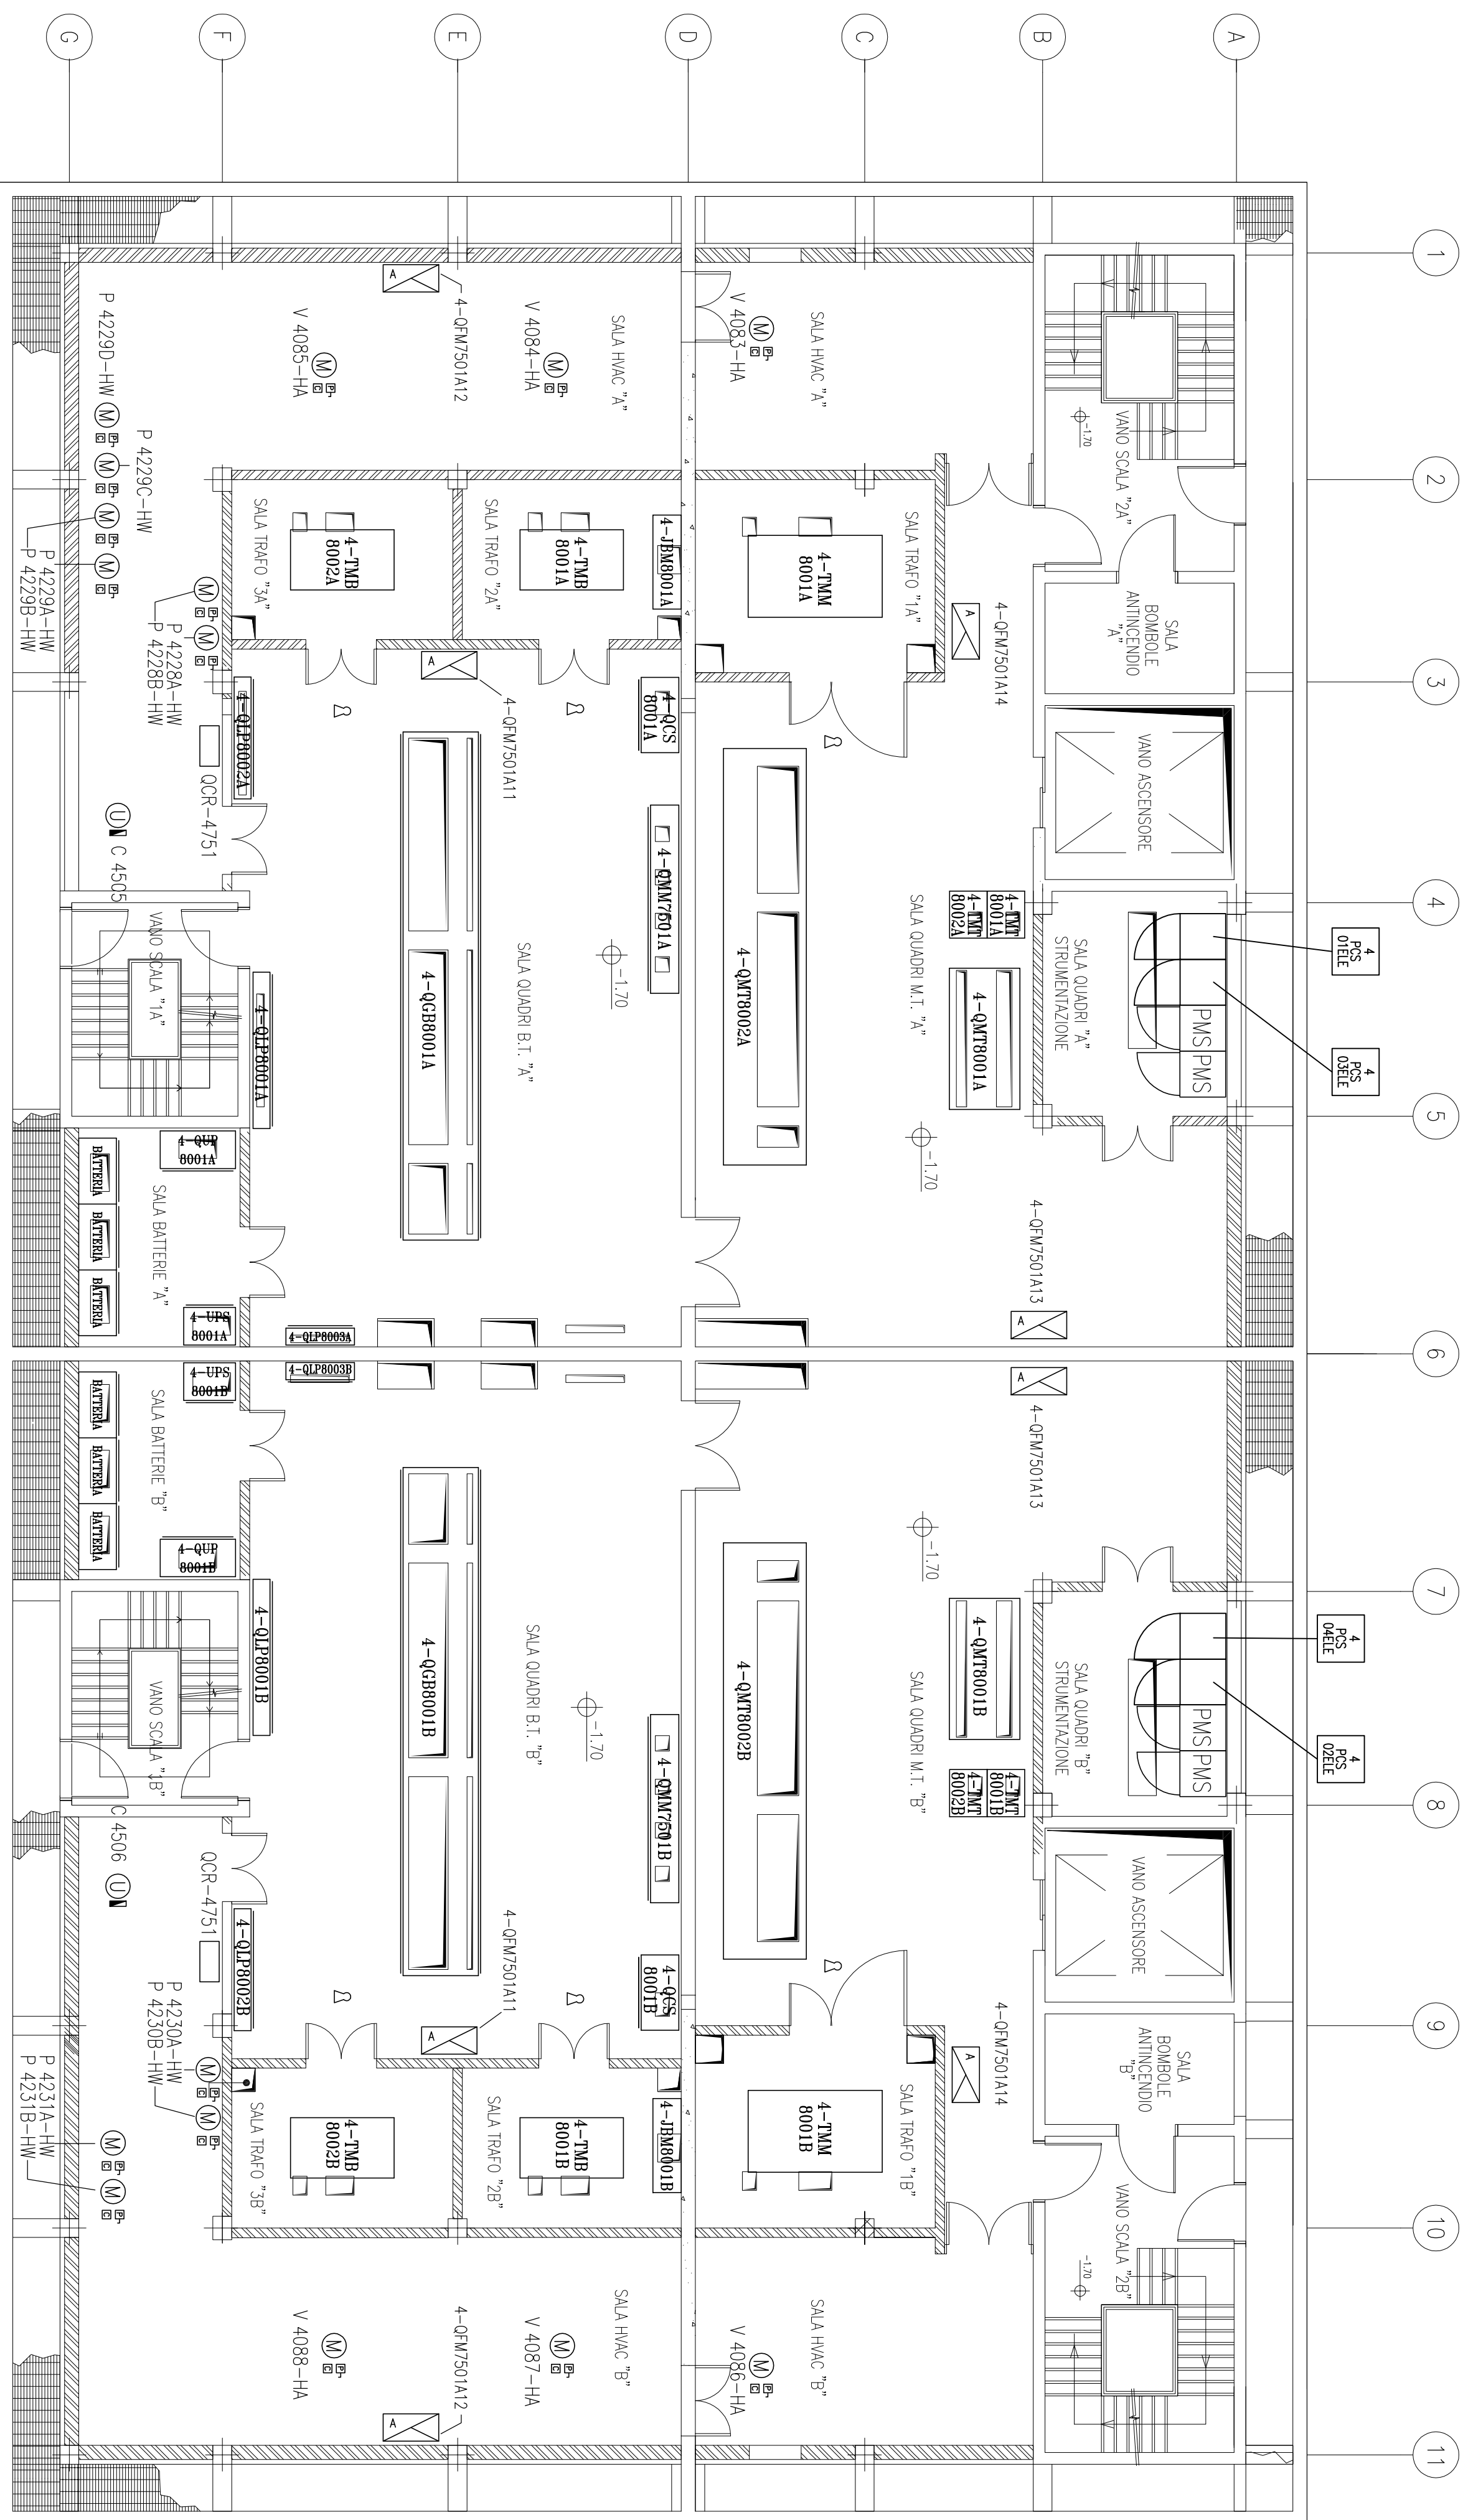 A
B
C
D
E
F
G
1
2
3
4
5
6
7
8
9
10
11
VANO SCALA "2A"
-1.70
SALA
BOMBOLE
ANTINCENDIO
"A"
VANO ASCENSORE
4
PCS
01ELE
4
PCS
03ELE
PMS
PMS
SALA QUADRI "A"
STRUMENTAZIONE
4
PCS
04ELE
4
PCS
02ELE
PMS
PMS
SALA QUADRI "B"
STRUMENTAZIONE
VANO ASCENSORE
SALA
BOMBOLE
ANTINCENDIO
"B"
VANO SCALA "2B"
-1.70
SALA HVAC "A"
M
P
C
V 4083-HA
SALA TRAFO "1A"
4-TMM
8001A
4-QFM7501A14
A
4-TMT
8001A
4-TMT
8002A
4-QMT8001A
SALA QUADRI M.T. "A"
4-QMT8002A
-1.70
4-QFM7501A13
A
A
4-QFM7501A13
-1.70
4-QMT8001B
4-TMT
8001B
4-TMT
8002B
SALA QUADRI M.T. "B"
4-QMT8002B
4-QFM7501A14
A
SALA TRAFO "1B"
4-TMM
8001B
SALA HVAC "B"
M
P
C
V 4086-HA
SALA HVAC "A"
V 4084-HA
M
P
C
4-QFM7501A12
A
V 4085-HA
M
P
C
4-JBM8001A
SALA TRAFO "2A"
4-TMB
8001A
SALA TRAFO "3A"
4-TMB
8002A
4-QFM7501A11
A
4-QCS
8001A
4-QMM7501A
-1.70
SALA QUADRI B.T. "A"
4-QGB8001A
4-QLP8003A
4-QLP8003B
4-QGB8001B
SALA QUADRI B.T. "B"
-1.70
4-QMM7501B
4-QCS
8001B
4-QFM7501A11
A
4-JBM8001B
SALA TRAFO "2B"
4-TMB
8001B
SALA TRAFO "3B"
4-TMB
8002B
SALA HVAC "B"
V 4087-HA
M
P
C
4-QFM7501A12
A
V 4088-HA
M
P
C
P 4229D-HW
M
P
C
P 4229C-HW
M
P
C
M
P
C
M
P
C
P 4229A-HW
P 4229B-HW
M
P
C
M
P
C
P 4228A-HW
P 4228B-HW
4-QLP8002A
QCR-4751
U
C 4505
VANO SCALA "1A"
4-QLP8001A
4-QUP
8001A
SALA BATTERIE "A"
BATTERIA
BATTERIA
BATTERIA
4-UPS
8001A
4-UPS
8001B
BATTERIA
BATTERIA
BATTERIA
SALA BATTERIE "B"
4-QUP
8001B
4-QLP8001B
VANO SCALA "1B"
C 4506
U
QCR-4751
4-QLP8002B
P 4230A-HW
P 4230B-HW
M
P
C
M
P
C
P 4231A-HW
P 4231B-HW
M
P
C
M
P
C